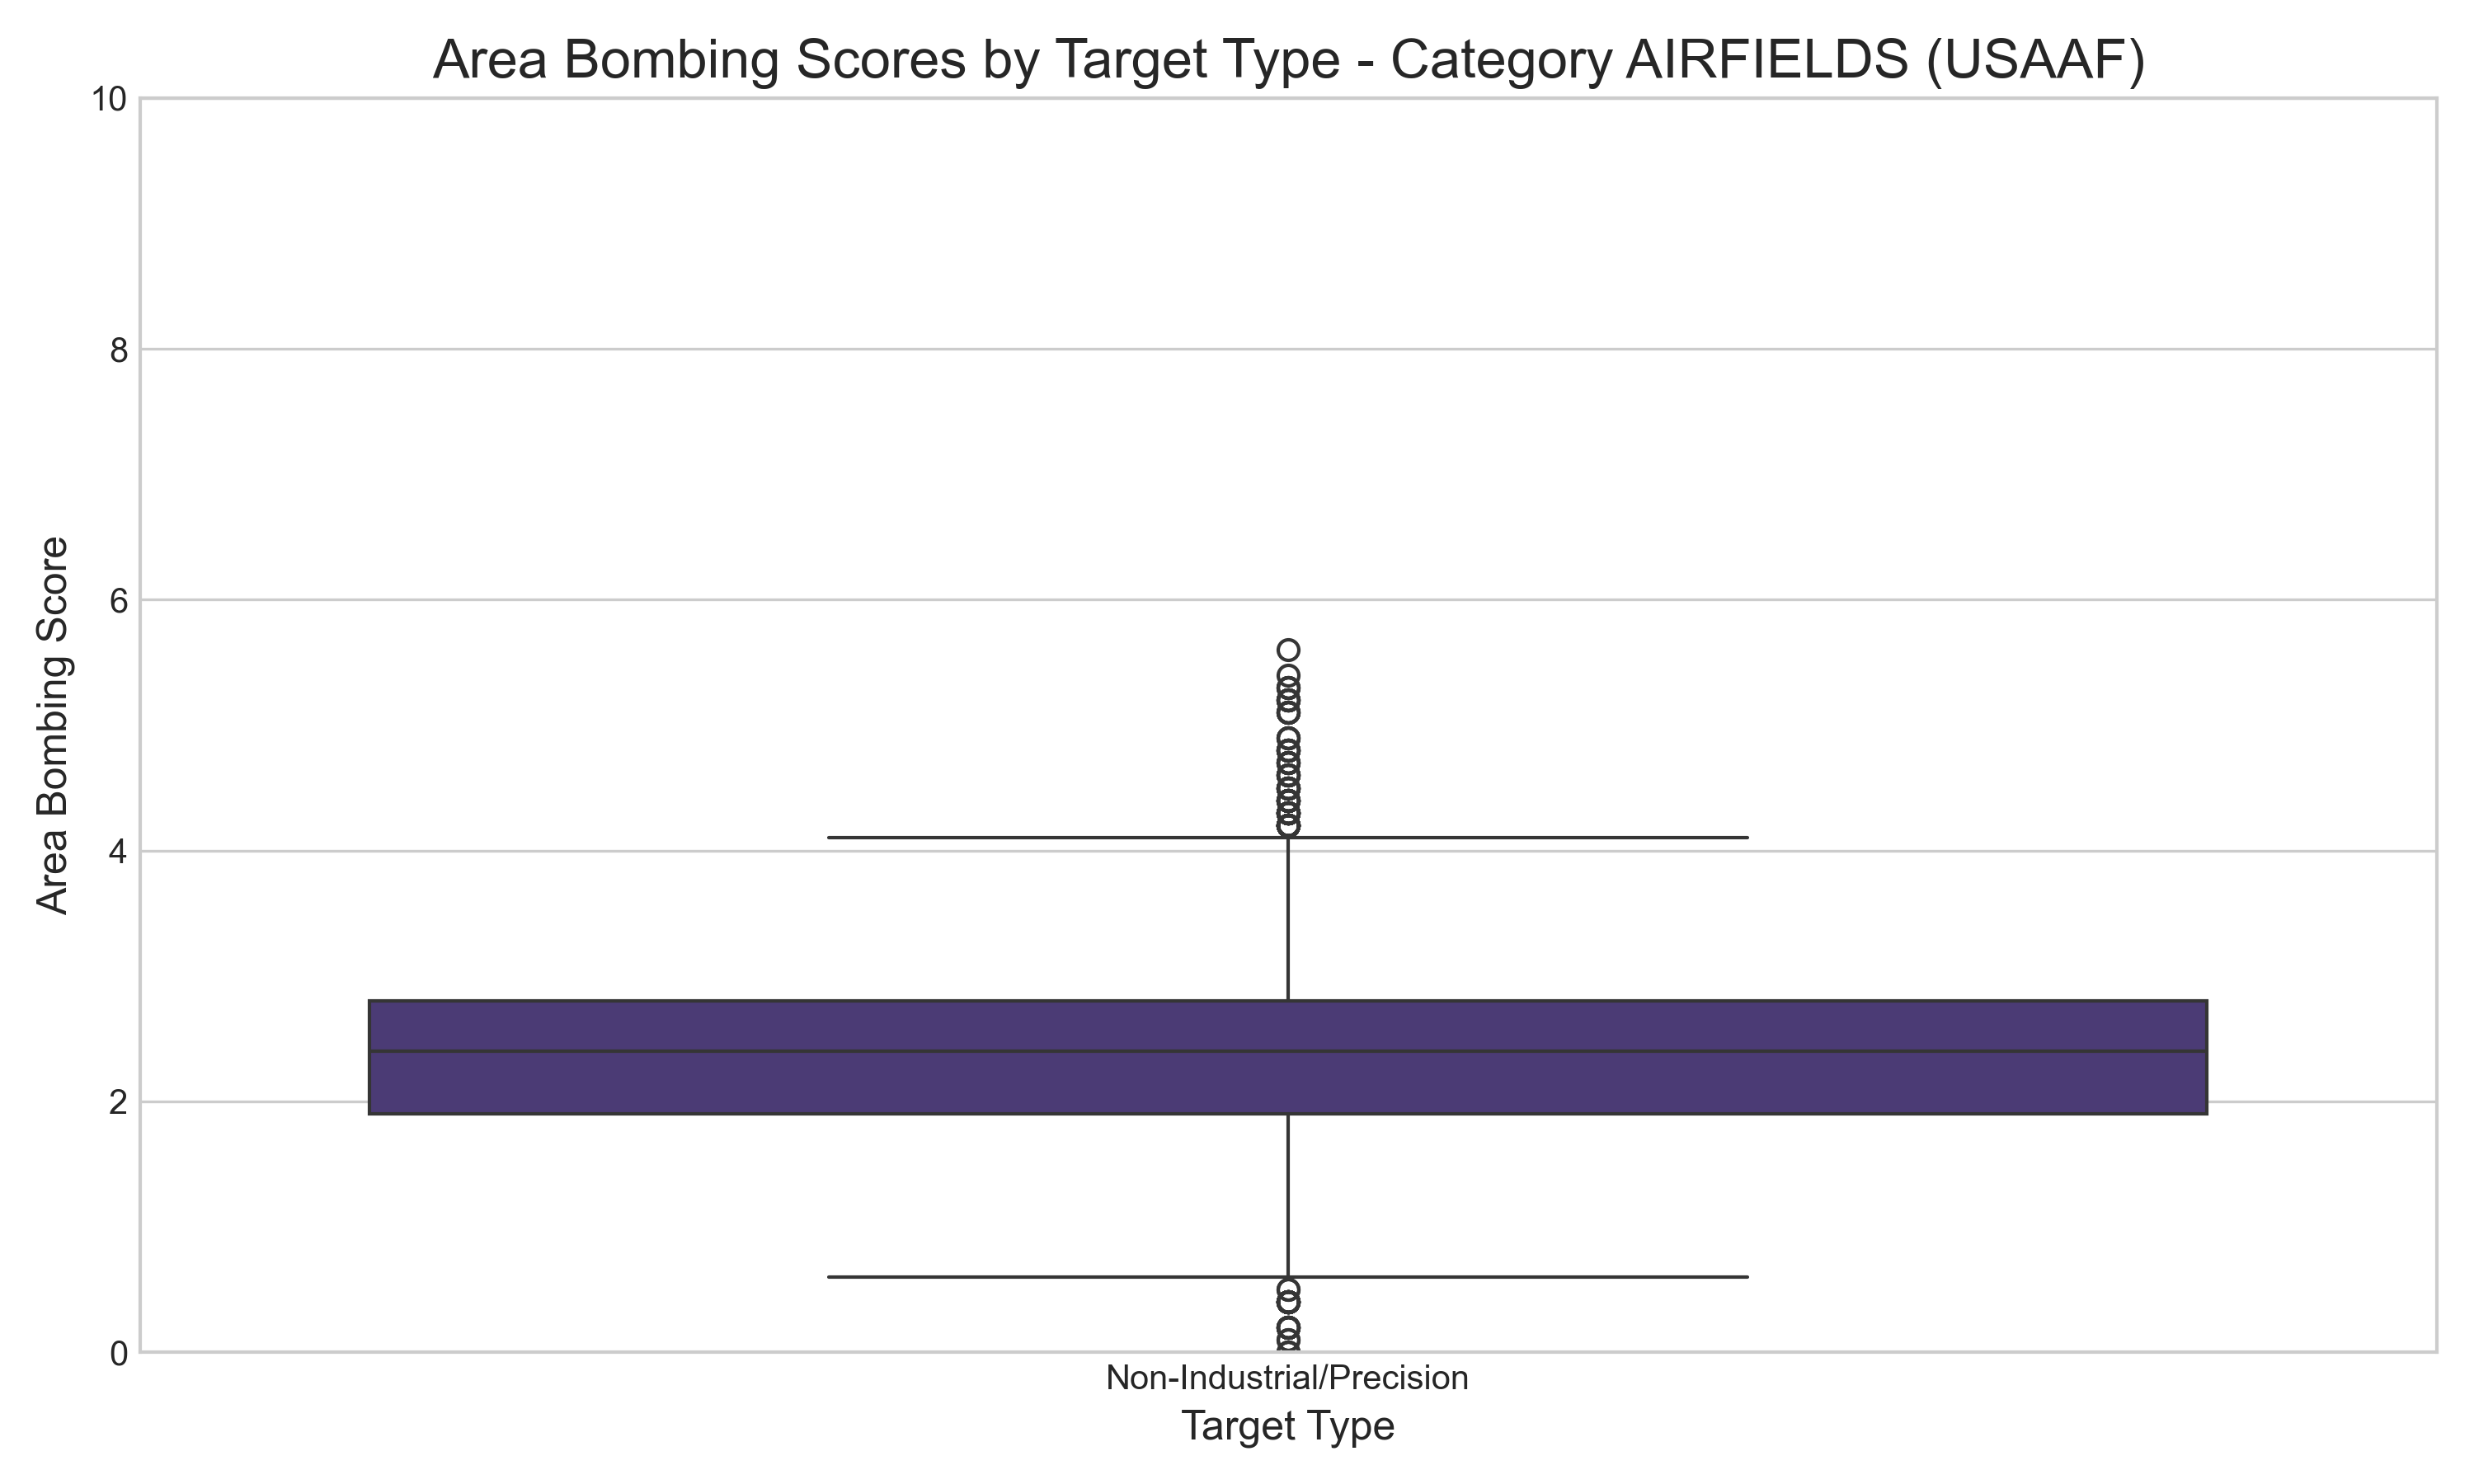 Area Bombing Scores by Target Type - Category AIRFIELDS (USAAF)
10
8
6
4
2
0
Area Bombing Score
Non-Industrial/Precision
Target Type